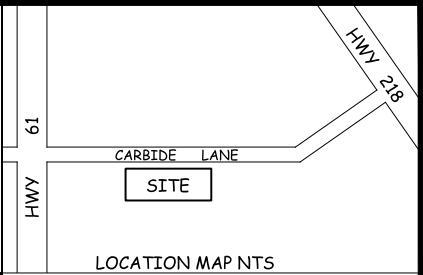 HWY 218
HWY 61
CARBIDE LANE
SITE
LOCATION MAP NTS